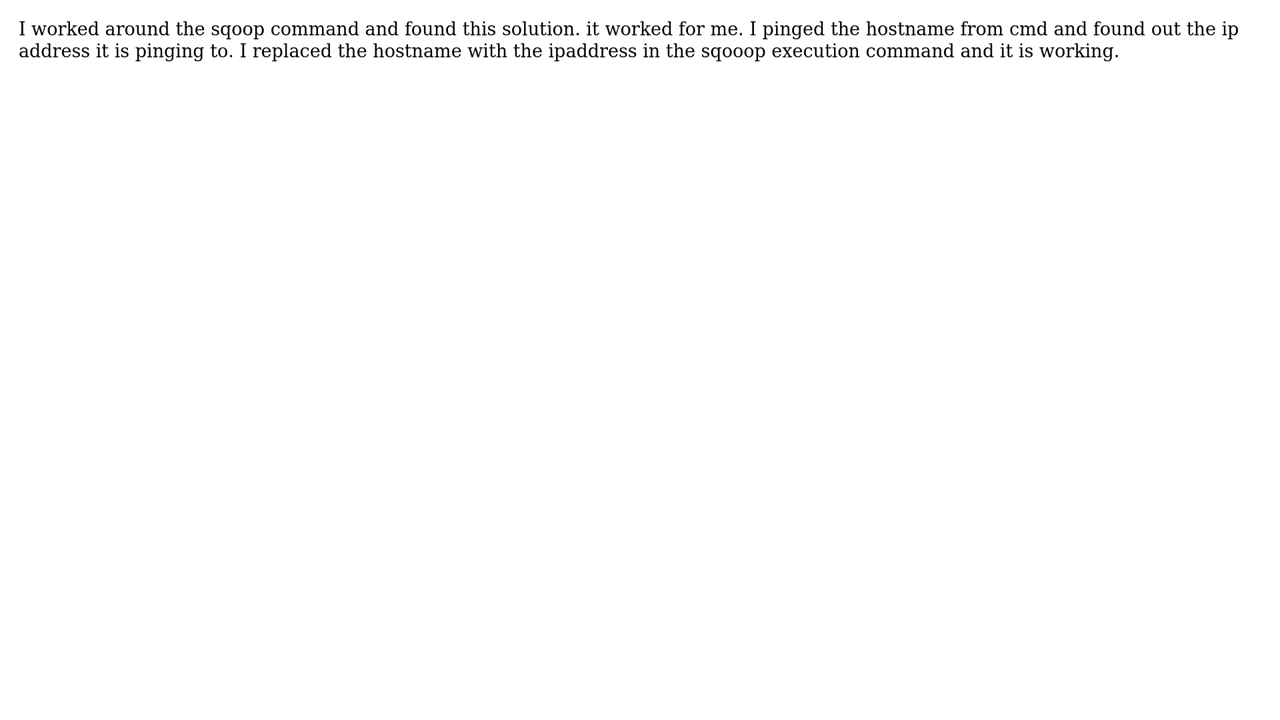 I worked around the sqoop command and found this solution. it worked for me. I pinged the hostname from cmd and found out the ip
address it is pinging to. I replaced the hostname with the ipaddress in the sqooop execution command and it is working.